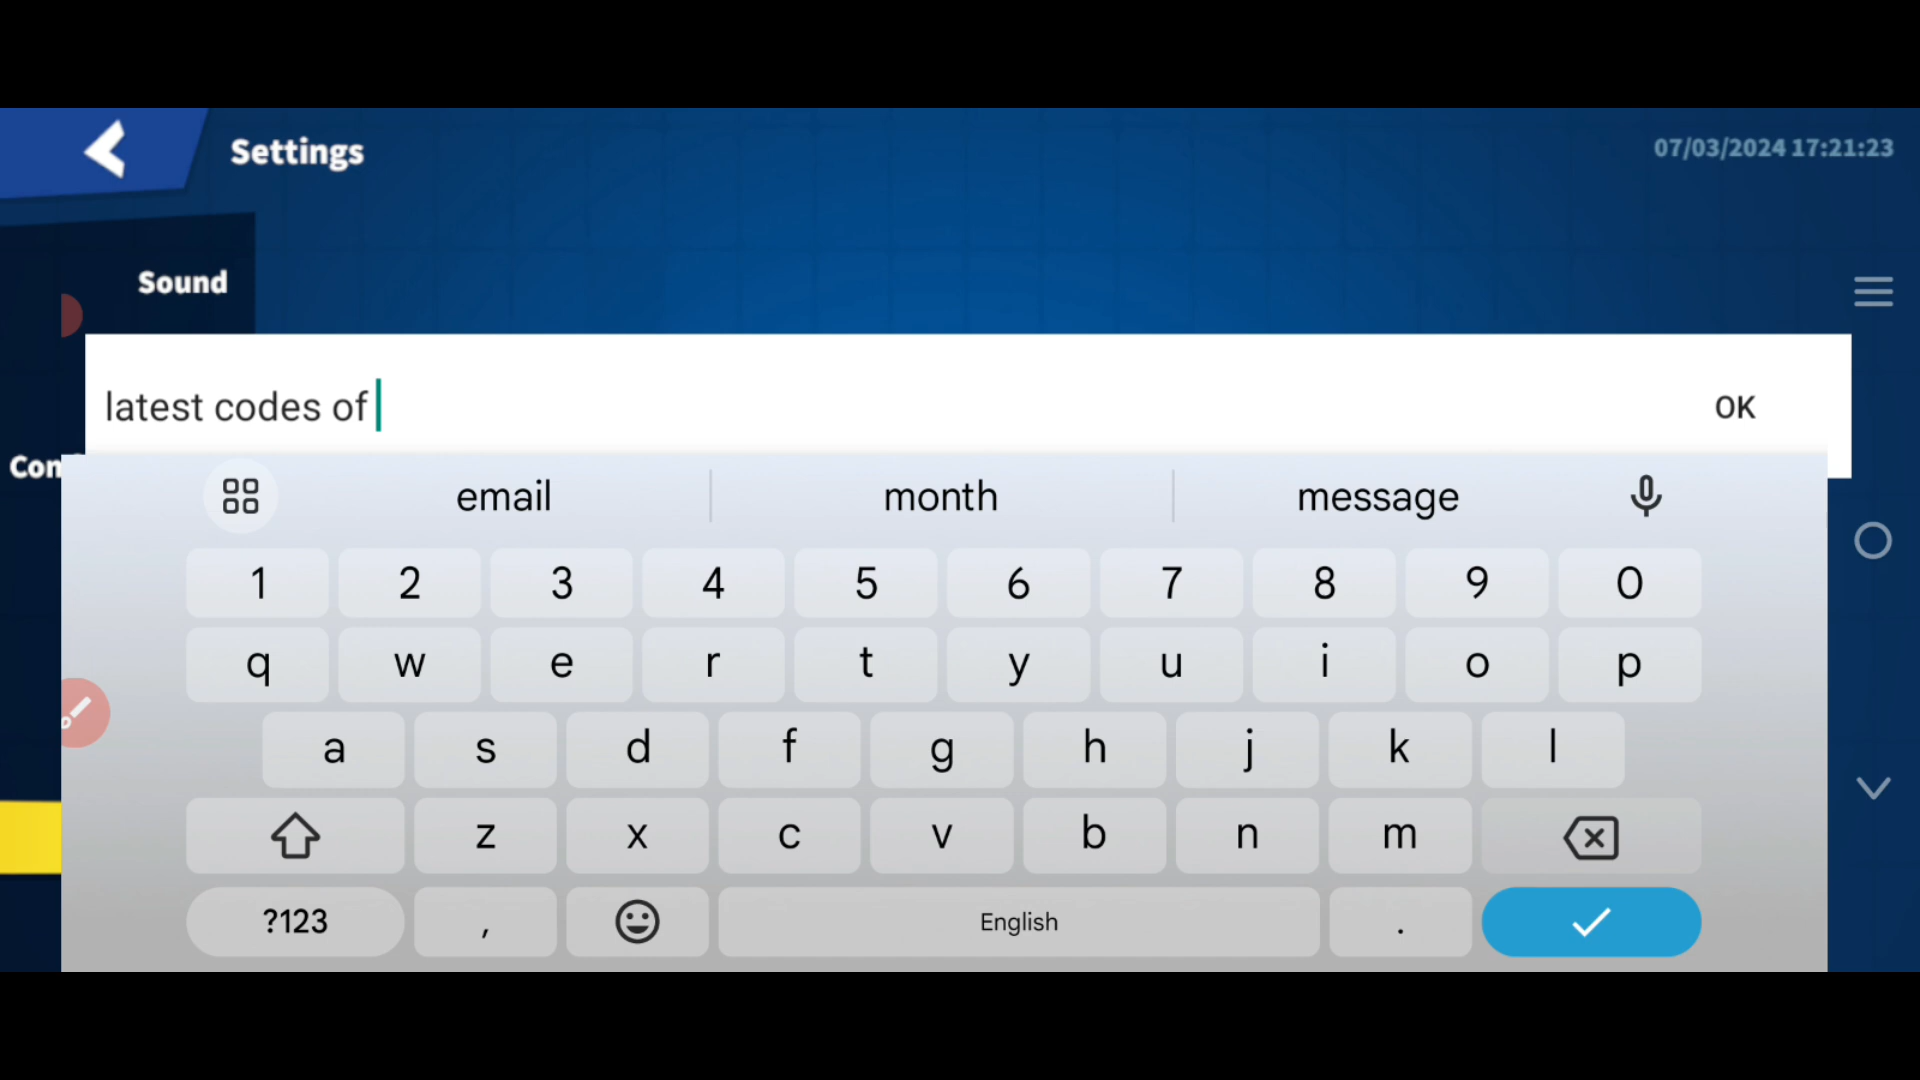 Settings
07/03/2024 17:21:23
Sound
latest codes of
OK
Con
email month message
1 2 3 4 5 6 7 8 9 0
q w e r t y u i o p
a s d f g h j k l
z x c v b n m
?123 , English .